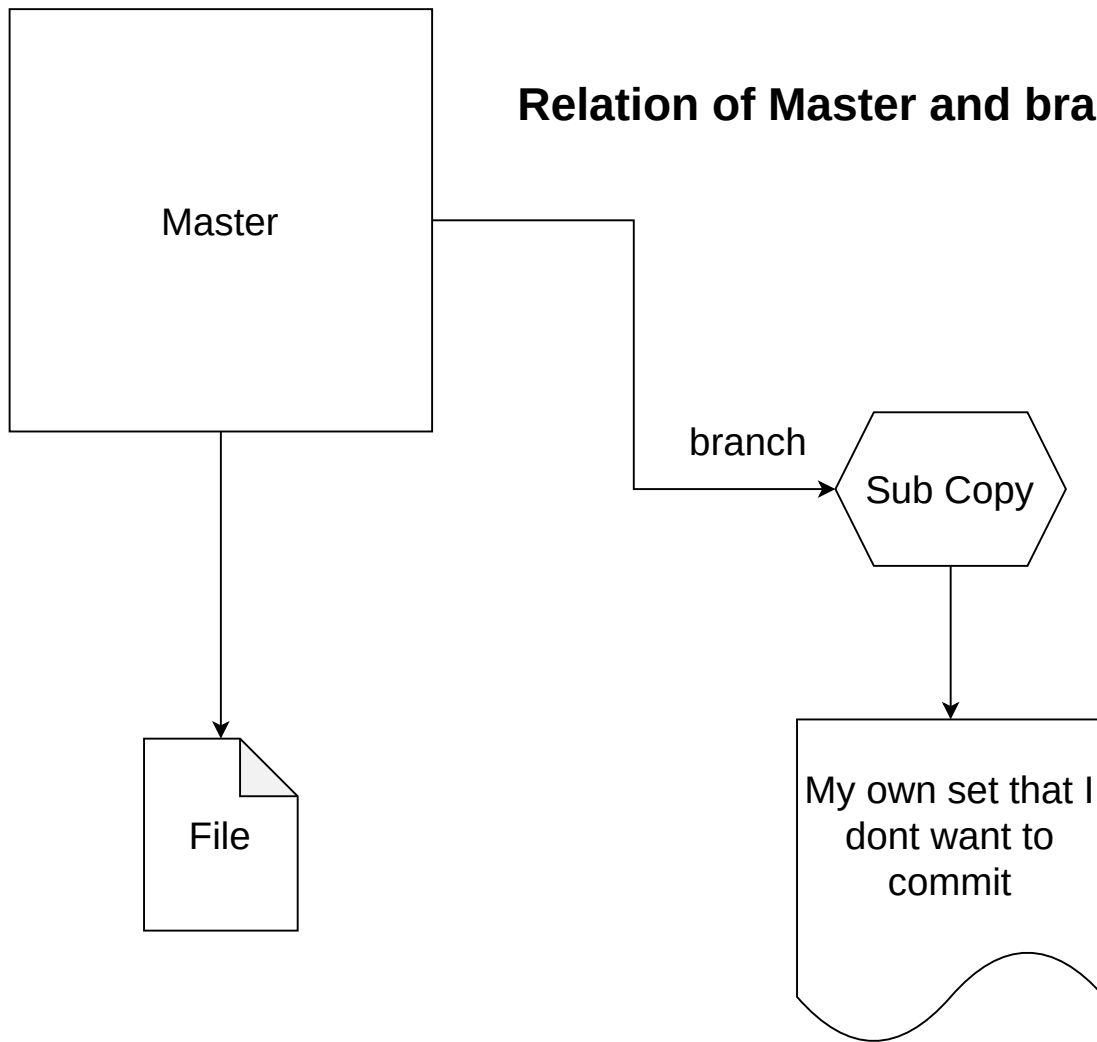 Relation of Master and bra
Master
branch
Sub Copy
File
My own set that I
dont want to
commit